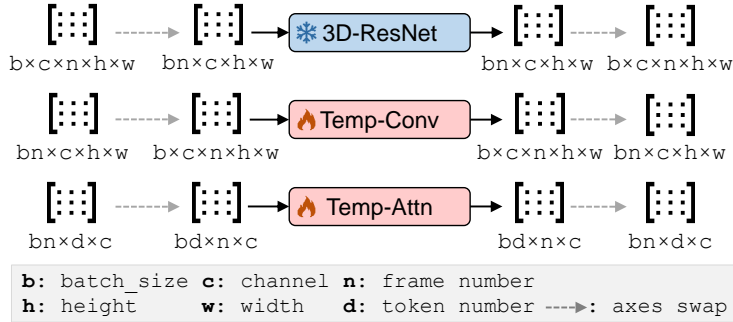 3D-ResNet
b×c×n×h×w bn×c×h×w bn×c×h×w b×c×n×h×w
Temp-Conv
bn×c×h×w b×c×n×h×w b×c×n×h×w bn×c×h×w
Temp-Attn
bn×d×c bd×n×c bd×n×c bn×d×c
b: batch_size c: channel n: frame number
h: height w: width d: token number : axes swap